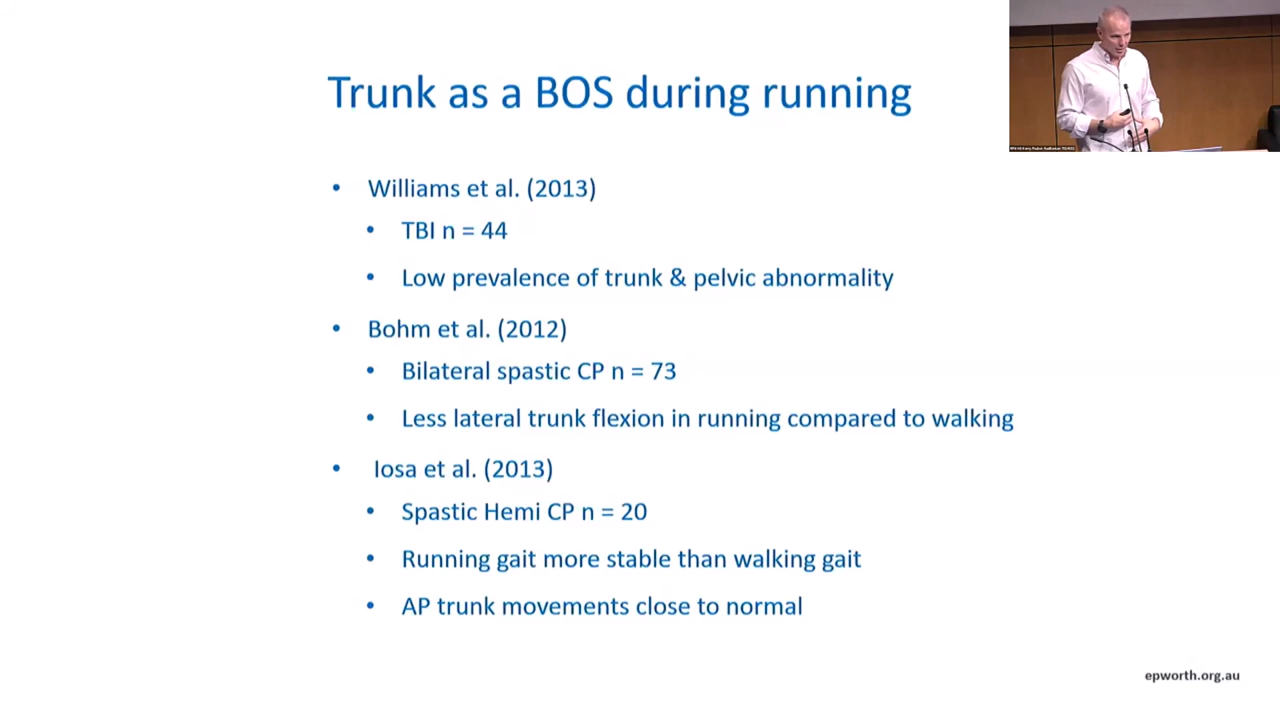 Trunk as a BOS during running
• Williams et al. (2013)
• TBI n = 44
• Low prevalence of trunk & pelvic abnormality
• Bohm et al. (2012)
• Bilateral spastic CP n = 73
• Less lateral trunk flexion in running compared to walking
• Iosa et al. (2013)
• Spastic Hemi CP n = 20
• Running gait more stable than walking gait
• AP trunk movements close to normal
epworth.org.au